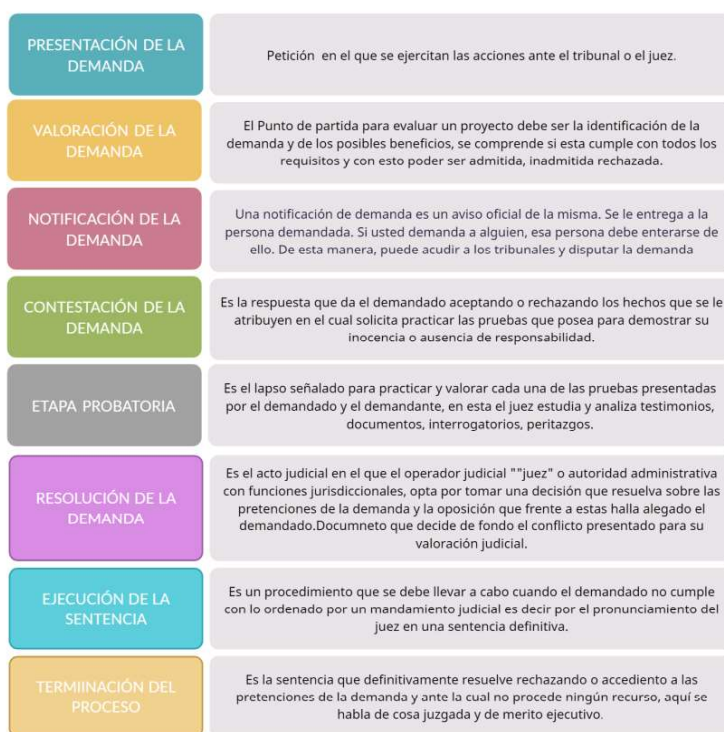 PRESENTACIÓN DE LA
DEMANDA
Petición en el que se ejercitan las acciones ante el tribunal o el juez.
VALORACIÓN DE LA
DEMANDA
El Punto de partida para evaluar un proyecto debe ser la identificación de la
demanda y de los posibles beneficios, se comprende si esta cumple con todos los
requisitos y con esto poder ser admitida, inadmitida rechazada.
NOTIFICACIÓN DE LA
DEMANDA
Una notificación de demanda es un aviso oficial de la misma. Se le entrega a la
persona demandada. Si usted demanda a alguien, esa persona debe enterarse de
ello. De esta manera, puede acudir a los tribunales y disputar la demanda
CONTESTACIÓN DE LA
DEMANDA
Es la respuesta que da el demandado aceptando o rechazando los hechos que se le
atribuyen en el cual solicita practicar las pruebas que posea para demostrar su
inocencia o ausencia de responsabilidad.
ETAPA PROBATORIA
Es el lapso señalado para practicar y valorar cada una de las pruebas presentadas
por el demandado y el demandante, en esta el juez estudia y analiza testimonios,
documentos, interrogatorios, peritazgos.
RESOLUCIÓN DE LA
DEMANDA
Es el acto judicial en el que el operador judicial ""juez" o autoridad administrativa
con funciones jurisdiccionales, opta por tomar una decisión que resuelva sobre las
pretenciones de la demanda y la oposición que frente a estas halla alegado el
demandado.Documneto que decide de fondo el conflicto presentado para su
valoración judicial.
EJECUCIÓN DE LA
SENTENCIA
Es un procedimiento que se debe llevar a cabo cuando el demandado no cumple
con lo ordenado por un mandamiento judicial es decir por el pronunciamiento del
juez en una sentencia definitiva.
TERMIINACIÓN DEL
PROCESO
Es la sentencia que definitivamente resuelve rechazando o accediento a las
pretenciones de la demanda y ante la cual no procede ningún recurso, aquí se
habla de cosa juzgada y de merito ejecutivo.